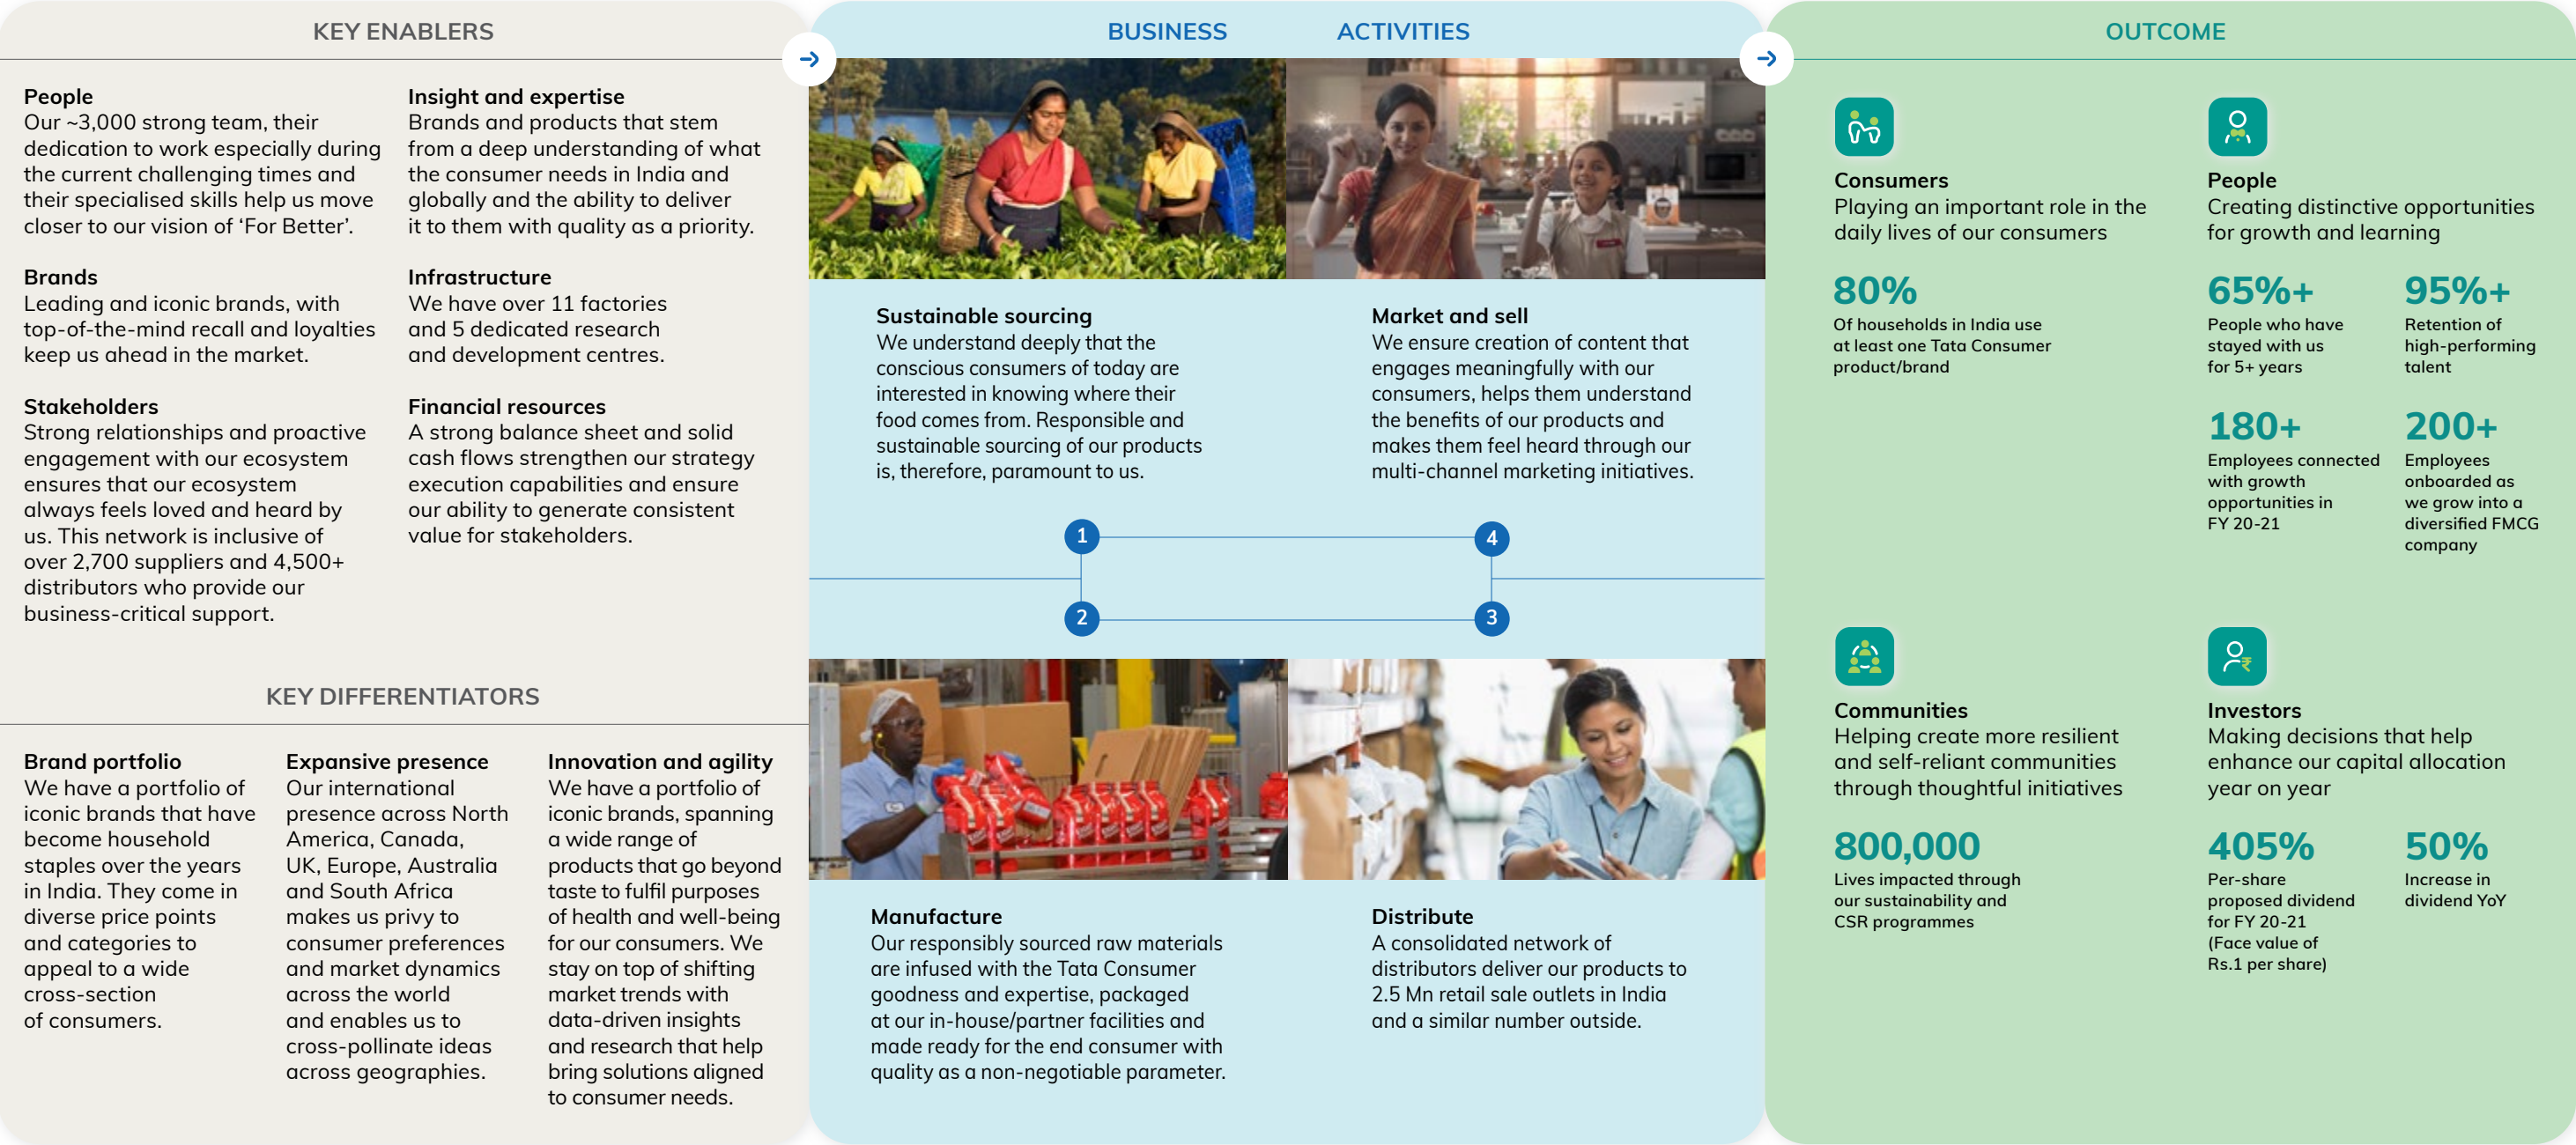 KEY ENABLERS
People
Our ~3,000 strong team, their
dedication to work especially during
the current challenging times and
their specialised skills help us move
closer to our vision of ‘For Better’.
Brands
Leading and iconic brands, with
top-of-the-mind recall and loyalties
keep us ahead in the market.
Stakeholders
Strong relationships and proactive
engagement with our ecosystem
ensures that our ecosystem
always feels loved and heard by
us. This network is inclusive of
over 2,700 suppliers and 4,500+
distributors who provide our
business-critical support.
Insight and expertise
Brands and products that stem
from a deep understanding of what
the consumer needs in India and
globally and the ability to deliver
it to them with quality as a priority.
Infrastructure
We have over 11 factories
and 5 dedicated research
and development centres.
Financial resources
A strong balance sheet and solid
cash flows strengthen our strategy
execution capabilities and ensure
our ability to generate consistent
value for stakeholders.
KEY DIFFERENTIATORS
Brand portfolio
We have a portfolio of
iconic brands that have
become household
staples over the years
in India. They come in
diverse price points
and categories to
appeal to a wide
cross-section
of consumers.
Expansive presence
Our international
presence across North
America, Canada,
UK, Europe, Australia
and South Africa
makes us privy to
consumer preferences
and market dynamics
across the world
and enables us to
cross-pollinate ideas
across geographies.
Innovation and agility
We have a portfolio of
iconic brands, spanning
a wide range of
products that go beyond
taste to fulfil purposes
of health and well-being
for our consumers. We
stay on top of shifting
market trends with
data-driven insights
and research that help
bring solutions aligned
to consumer needs.
BUSINESS ACTIVITIES
Sustainable sourcing
We understand deeply that the
conscious consumers of today are
interested in knowing where their
food comes from. Responsible and
sustainable sourcing of our products
is, therefore, paramount to us.
Market and sell
We ensure creation of content that
engages meaningfully with our
consumers, helps them understand
the benefits of our products and
makes them feel heard through our
multi-channel marketing initiatives.
1
4
2
3
Manufacture
Our responsibly sourced raw materials
are infused with the Tata Consumer
goodness and expertise, packaged
at our in-house/partner facilities and
made ready for the end consumer with
quality as a non-negotiable parameter.
Distribute
A consolidated network of
distributors deliver our products to
2.5 Mn retail sale outlets in India
and a similar number outside.
OUTCOME
Consumers
Playing an important role in the
daily lives of our consumers
80%
Of households in India use
at least one Tata Consumer
product/brand
People
Creating distinctive opportunities
for growth and learning
65%+
People who have
stayed with us
for 5+ years
95%+
Retention of
high-performing
talent
180+
Employees connected
with growth
opportunities in
FY 20-21
200+
Employees
onboarded as
we grow into a
diversified FMCG
company
Communities
Helping create more resilient
and self-reliant communities
through thoughtful initiatives
800,000
Lives impacted through
our sustainability and
CSR programmes
Investors
Making decisions that help
enhance our capital allocation
year on year
₹
405%
Per-share
proposed dividend
for FY 20-21
(Face value of
Rs.1 per share)
50%
Increase in
dividend YoY